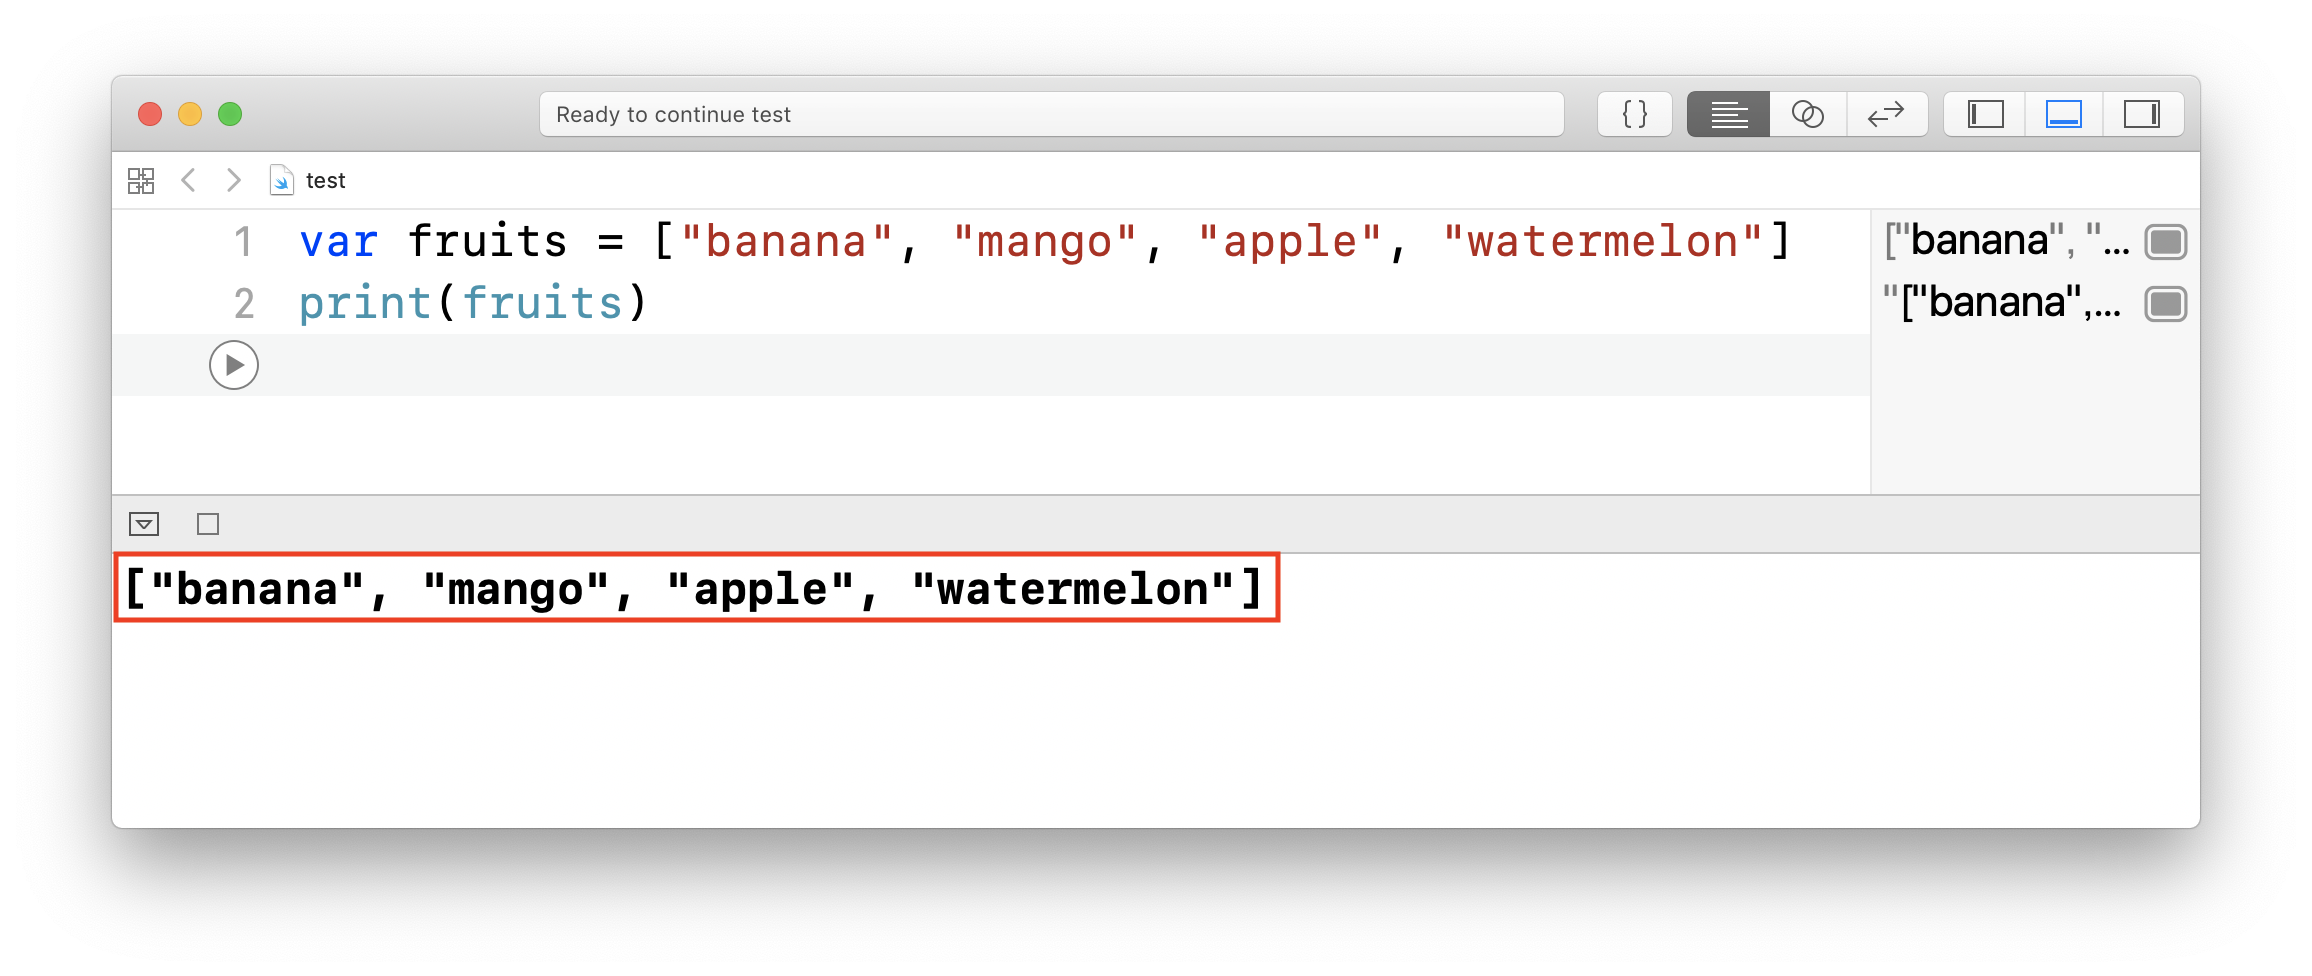 Ready to continue test
{ }
test
1 var fruits = ["banana", "mango", "apple", "watermelon"]
["banana", "...
2 print(fruits)
"["banana",...
["banana", "mango", "apple", "watermelon"]